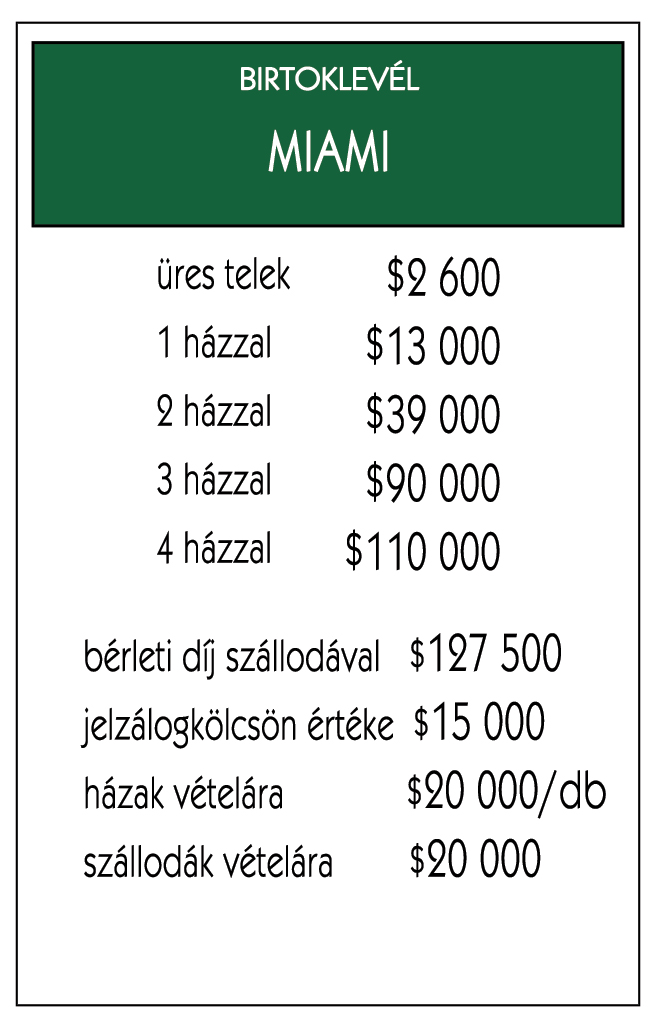 BIRTOKLEVÉL
MIAMI
üres telek $2 600
1 házzal $13 000
2 házzal $39 000
3 házzal $90 000
4 házzal $110 000
bérleti díj szállodával $127 500
jelzálogkölcsön értéke $15 000
házak vételára $20 000/db
szállodák vételára $20 000